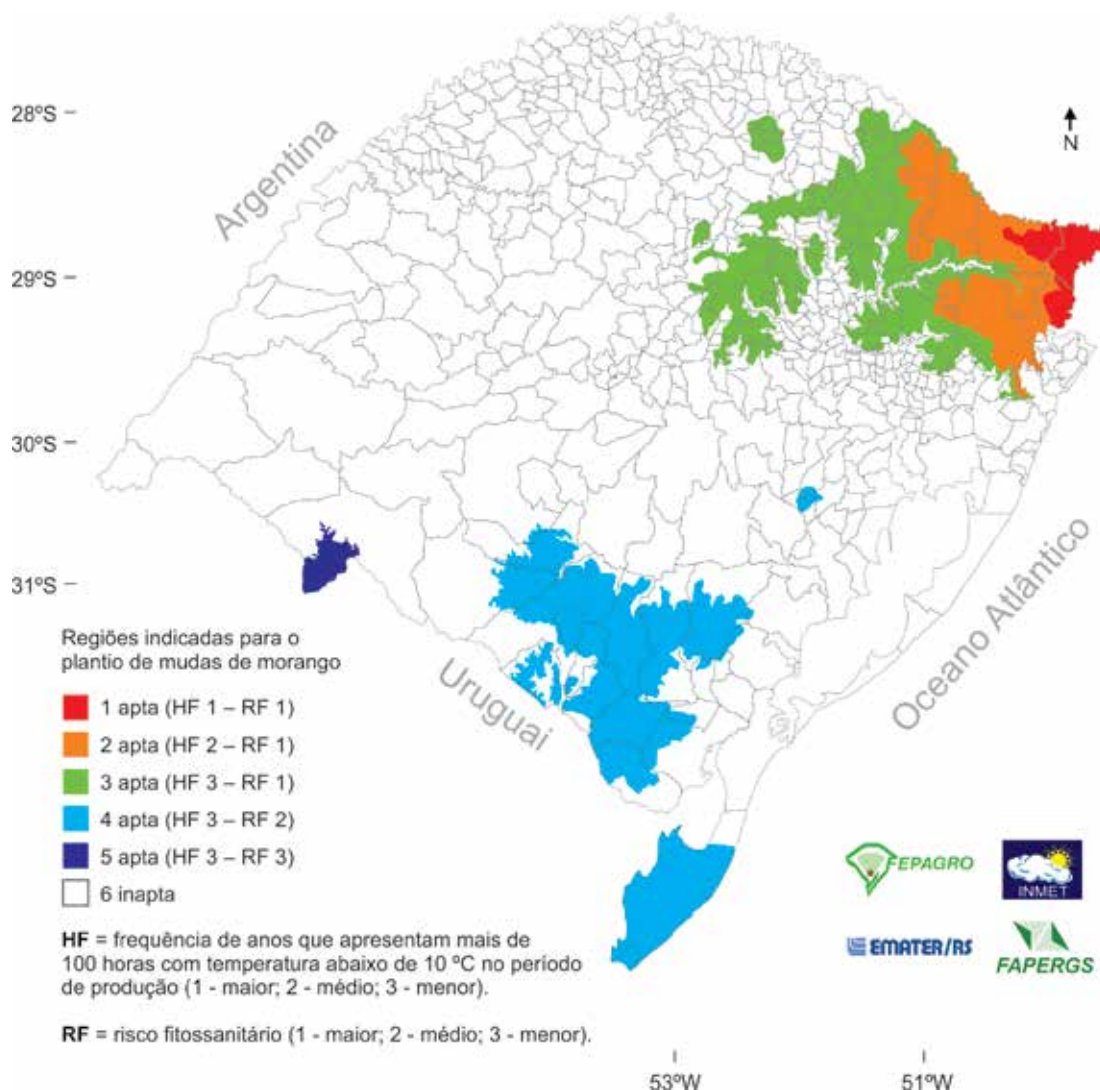 28ºS
29ºS
30ºS
31ºS
Argentina
N
Uruguai
Oceano Atlântico
Regiões indicadas para o
plantio de mudas de morango
1 apta (HF 1 – RF 1)
2 apta (HF 2 – RF 1)
3 apta (HF 3 – RF 1)
4 apta (HF 3 – RF 2)
5 apta (HF 3 – RF 3)
6 inapta
HF = frequência de anos que apresentam mais de
100 horas com temperatura abaixo de 10 ºC no período
de produção (1 - maior; 2 - médio; 3 - menor).
RF = risco fitossanitário (1 - maior; 2 - médio; 3 - menor).
FEPAGRO
INMET
EMATER/RS
FAPERGS
53ºW
51ºW